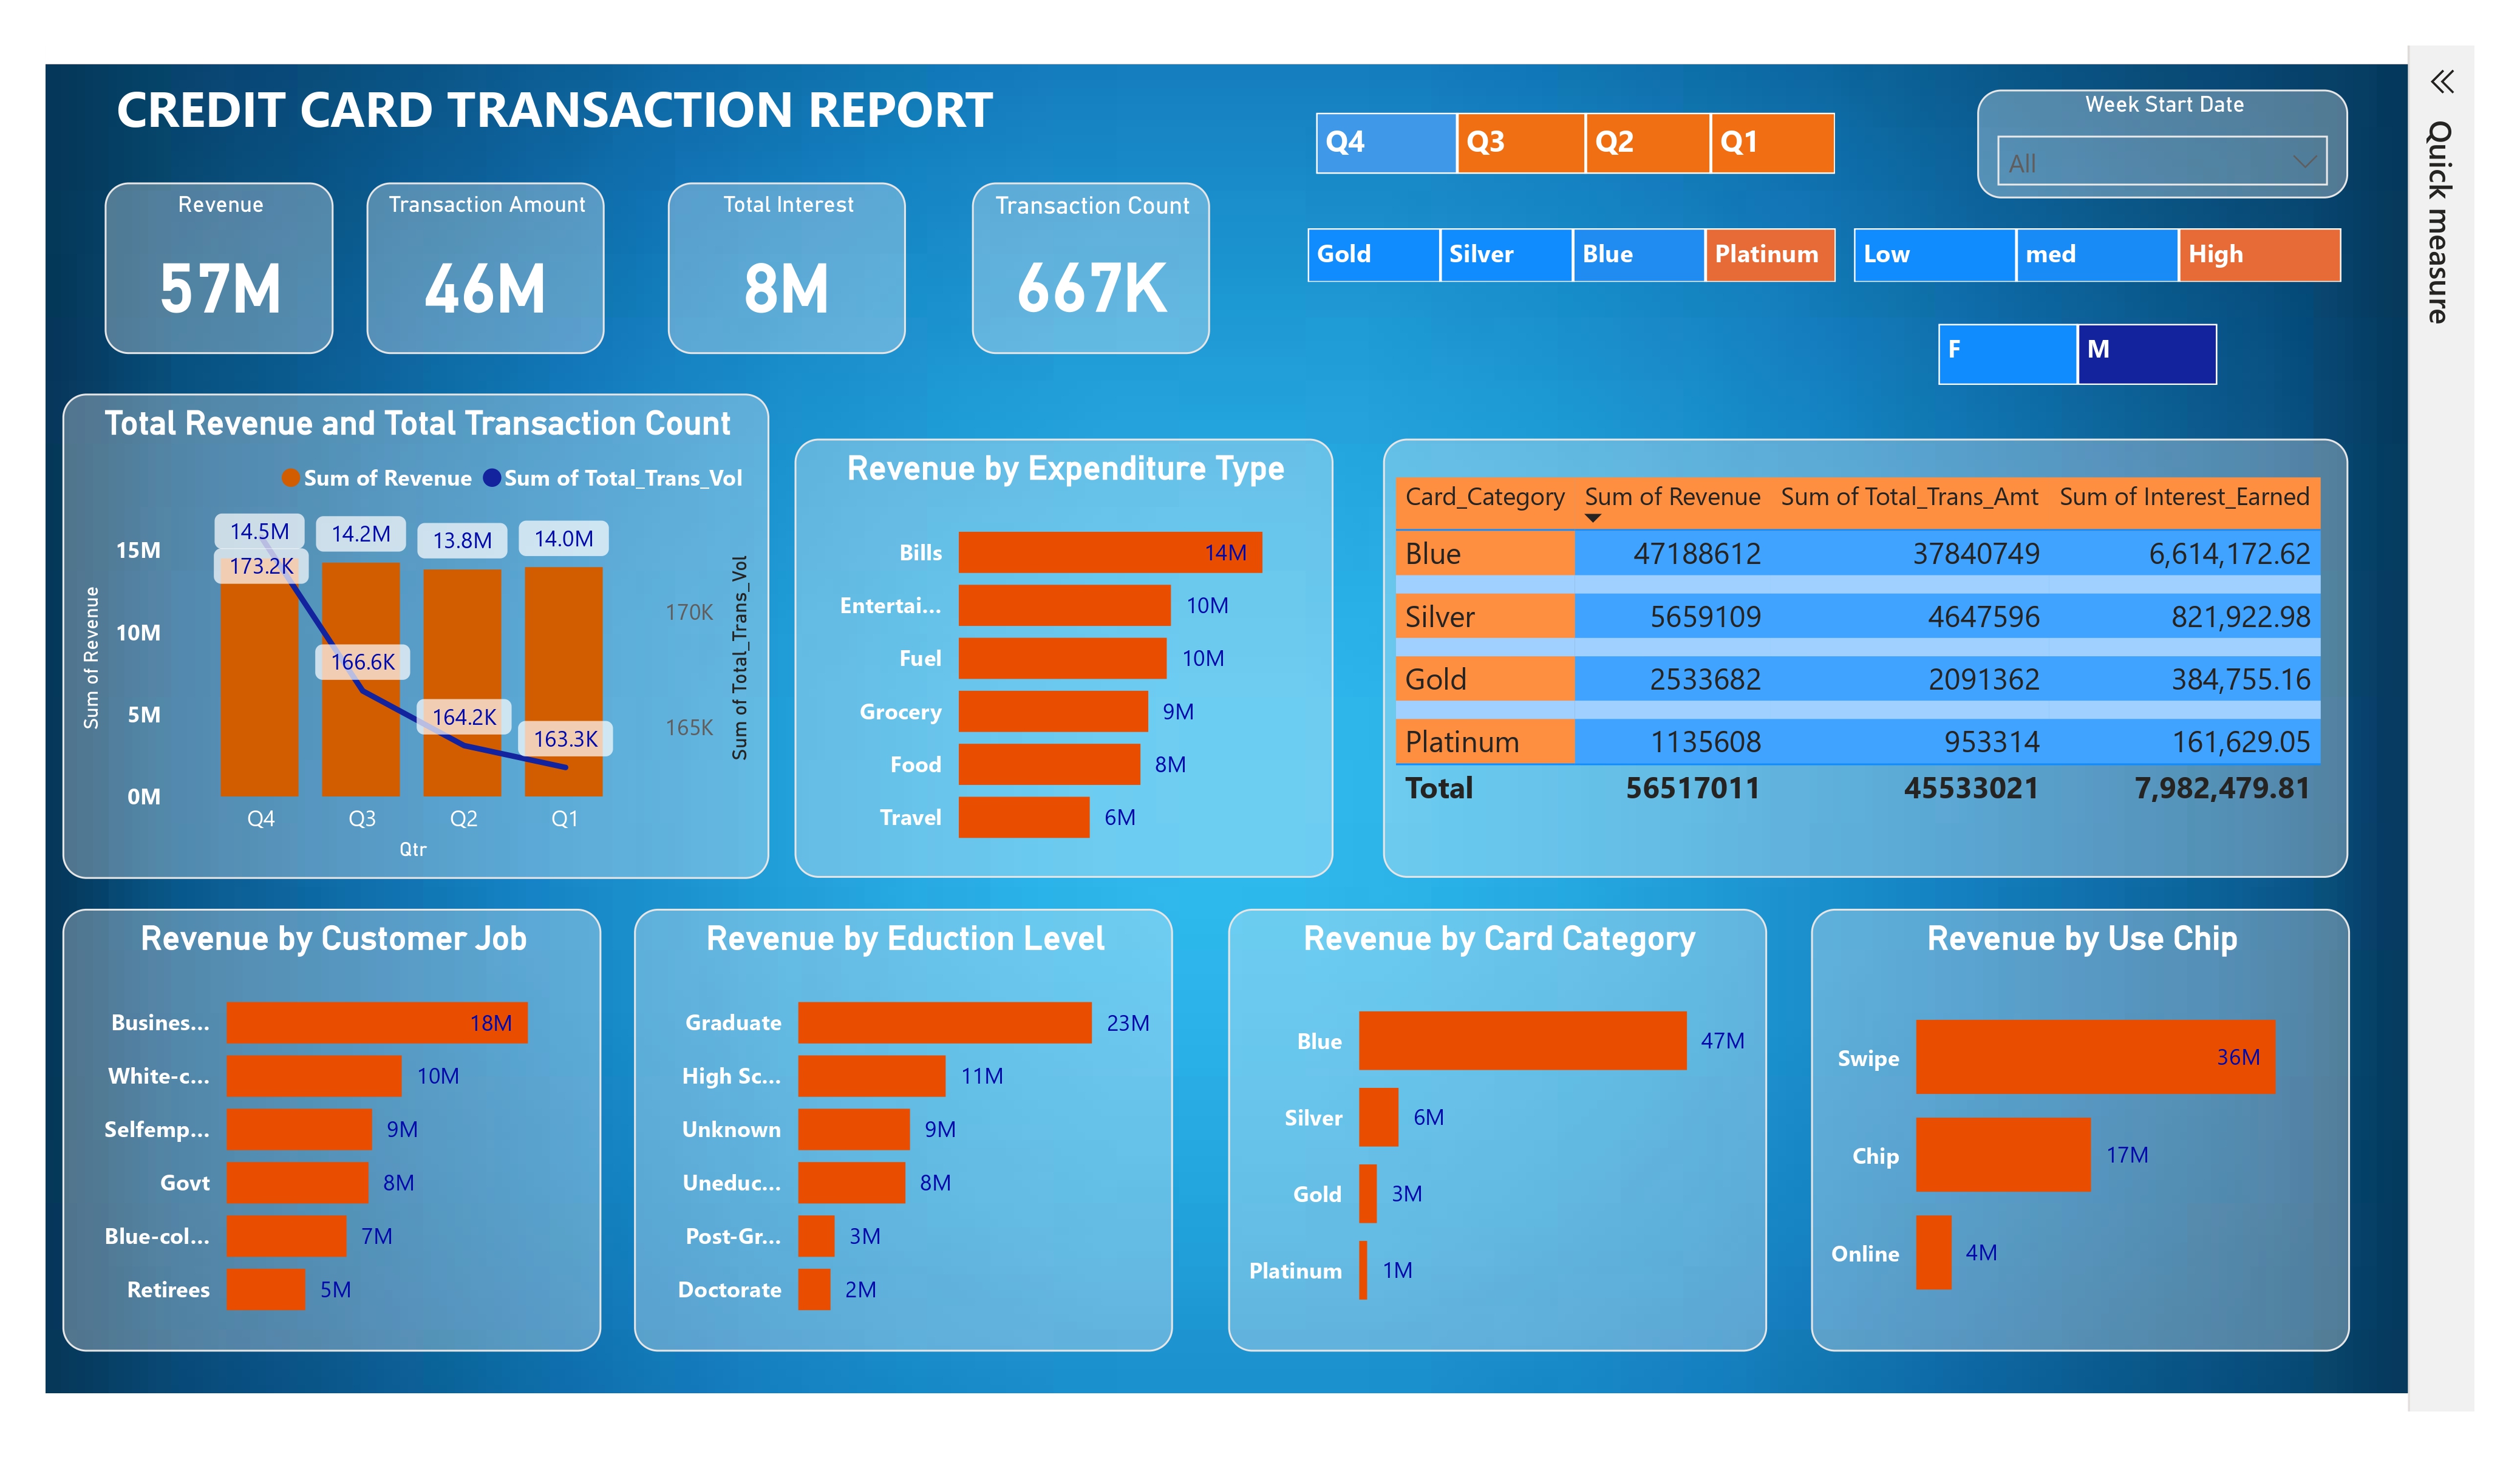 CREDIT CARD TRANSACTION REPORT
Q4 Q3 Q2 Q1
Week Start Date
All
Quick measure
Revenue
57M
Transaction Amount
46M
Total Interest
8M
Transaction Count
667K
Gold Silver Blue Platinum
Low med High
F M
Total Revenue and Total Transaction Count
Sum of Revenue Sum of Total_Trans_Vol
14.5M 14.2M 13.8M 14.0M
173.2K
166.6K
164.2K
163.3K
15M
10M
5M
0M
Sum of Revenue
170K
165K
Sum of Total_Trans_Vol
Q4 Q3 Q2 Q1
Qtr
Revenue by Expenditure Type
Bills 14M
Entertai... 10M
Fuel 10M
Grocery 9M
Food 8M
Travel 6M
Card_Category Sum of Revenue Sum of Total_Trans_Amt Sum of Interest_Earned
Blue 47188612 37840749 6,614,172.62
Silver 5659109 4647596 821,922.98
Gold 2533682 2091362 384,755.16
Platinum 1135608 953314 161,629.05
Total 56517011 45533021 7,982,479.81
Revenue by Customer Job
Busines... 18M
White-c... 10M
Selfemp... 9M
Govt 8M
Blue-col... 7M
Retirees 5M
Revenue by Eduction Level
Graduate 23M
High Sc... 11M
Unknown 9M
Uneduc... 8M
Post-Gr... 3M
Doctorate 2M
Revenue by Card Category
Blue 47M
Silver 6M
Gold 3M
Platinum 1M
Revenue by Use Chip
Swipe 36M
Chip 17M
Online 4M